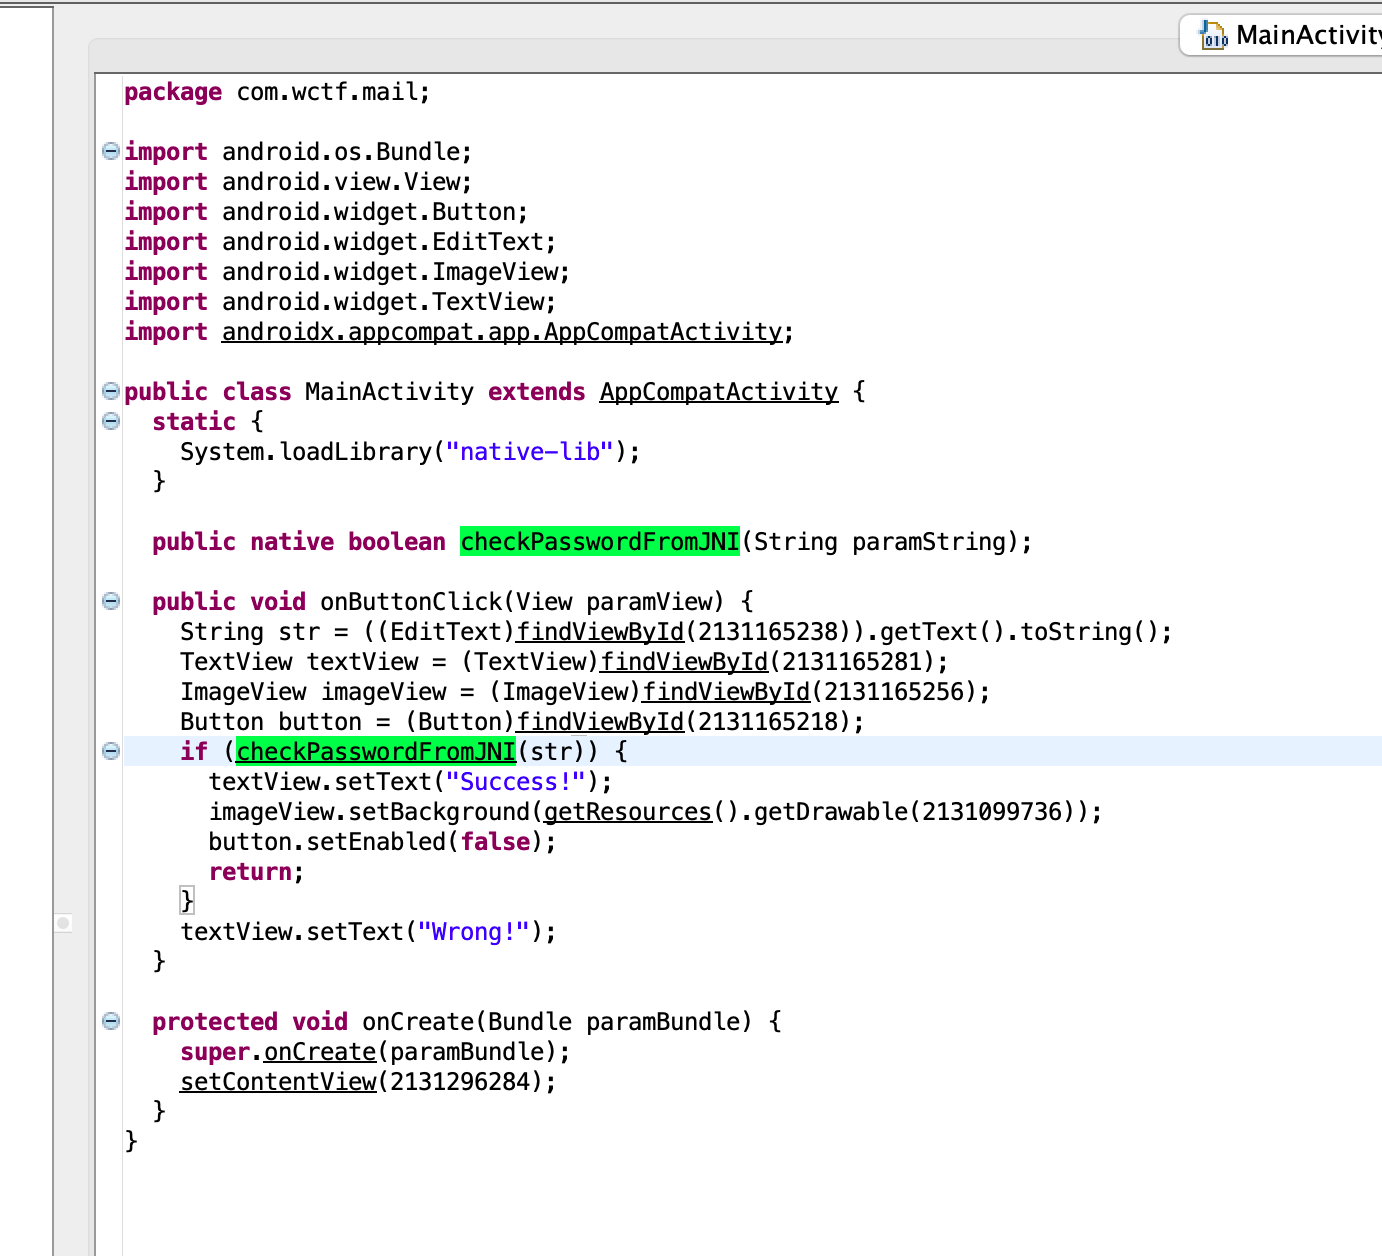 MainActivity
package com.wctf.mail;
import android.os.Bundle;
import android.view.View;
import android.widget.Button;
import android.widget.EditText;
import android.widget.ImageView;
import android.widget.TextView;
import androidx.appcompat.app.AppCompatActivity;
public class MainActivity extends AppCompatActivity {
static {
System.loadLibrary("native-lib");
}
public native boolean checkPasswordFromJNI(String paramString);
public void onButtonClick(View paramView) {
String str = ((EditText)findViewById(2131165238)).getText().toString();
TextView textView = (TextView)findViewById(2131165281);
ImageView imageView = (ImageView)findViewById(2131165256);
Button button = (Button)findViewById(2131165218);
if (checkPasswordFromJNI(str)) {
textView.setText("Success!");
imageView.setBackground(getResources().getDrawable(2131099736));
button.setEnabled(false);
return;
}
textView.setText("Wrong!");
}
protected void onCreate(Bundle paramBundle) {
super.onCreate(paramBundle);
setContentView(2131296284);
}
}